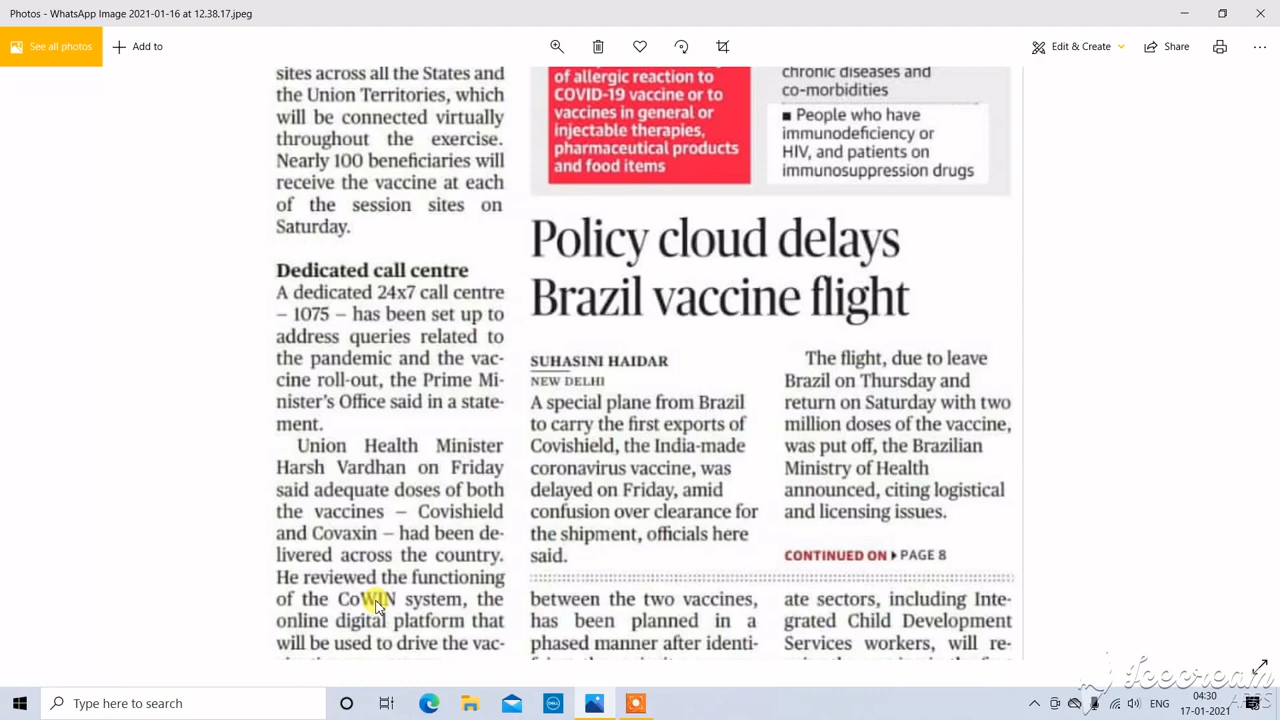 Photos - WhatsApp Image 2021-01-16 at 12.38.17.jpeg
See all photos
Add to
Edit & Create
Share
sites across all the States and
the Union Territories, which
will be connected virtually
throughout the exercise.
Nearly 100 beneficiaries will
receive the vaccine at each
of the session sites on
Saturday.
Dedicated call centre
A dedicated 24x7 call centre
– 1075 – has been set up to
address queries related to
the pandemic and the vac-
cine roll-out, the Prime Mi-
nister's Office said in a state-
ment.
Union Health Minister
Harsh Vardhan on Friday
said adequate doses of both
the vaccines – Covishield
and Covaxin – had been de-
livered across the country.
He reviewed the functioning
of the CoWIN system, the
online digital platform that
will be used to drive the vac-
of allergic reaction to
COVID-19 vaccine or to
vaccines in general or
injectable therapies,
pharmaceutical products
and food items
chronic diseases and
co-morbidities
■ People who have
immunodeficiency or
HIV, and patients on
immunosuppression drugs
Policy cloud delays
Brazil vaccine flight
SUHASINI HAIDAR
NEW DELHI
A special plane from Brazil
to carry the first exports of
Covishield, the India-made
coronavirus vaccine, was
delayed on Friday, amid
confusion over clearance for
the shipment, officials here
said.
The flight, due to leave
Brazil on Thursday and
return on Saturday with two
million doses of the vaccine,
was put off, the Brazilian
Ministry of Health
announced, citing logistical
and licensing issues.
CONTINUED ON ▸ PAGE 8
between the two vaccines,
has been planned in a
phased manner after identi-
ate sectors, including Inte-
grated Child Development
Services workers, will re-
Icecream
Type here to search
DELL
ENG
04:30
17-01-2021